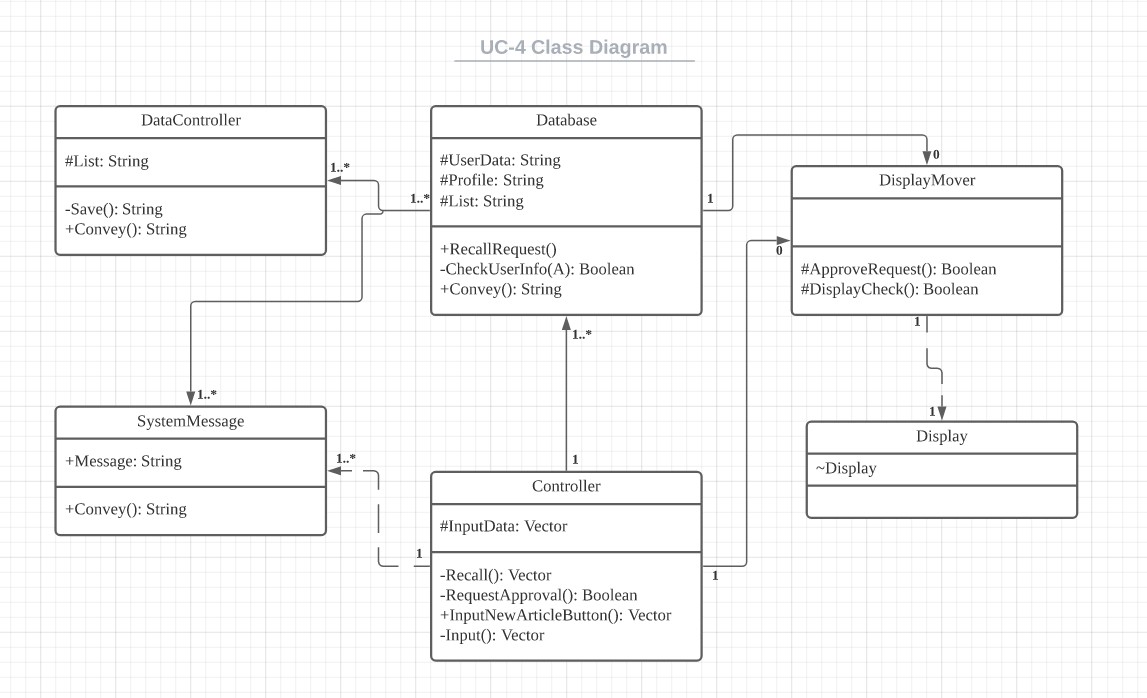 UC-4 Class Diagram
DataController
#List: String
-Save(): String
+Convey(): String
1..*
1..*
Database
#UserData: String
#Profile: String
#List: String
+RecallRequest()
-CheckUserInfo(A): Boolean
+Convey(): String
1
0
DisplayMover
#ApproveRequest(): Boolean
#DisplayCheck(): Boolean
0
1
1..*
1..*
SystemMessage
+Message: String
+Convey(): String
1..*
1
1
Controller
#InputData: Vector
-Recall(): Vector
-RequestApproval(): Boolean
+InputNewArticleButton(): Vector
-Input(): Vector
1
1
Display
~Display